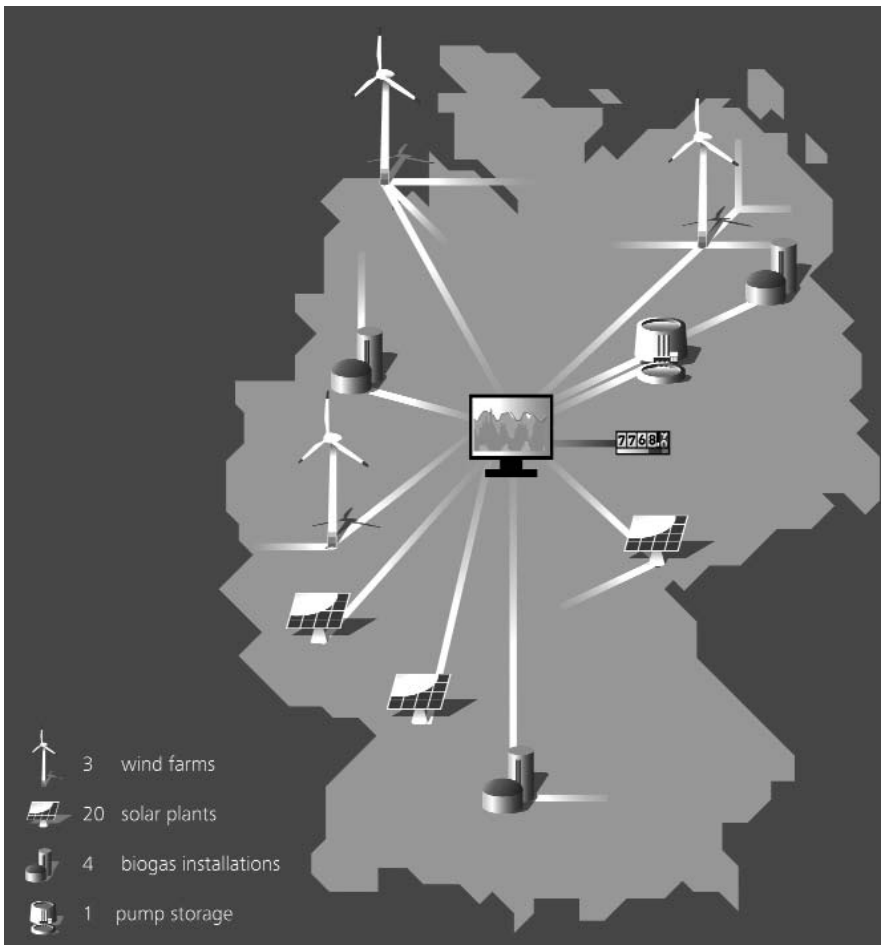 7768
3 wind farms
20 solar plants
4 biogas installations
1 pump storage